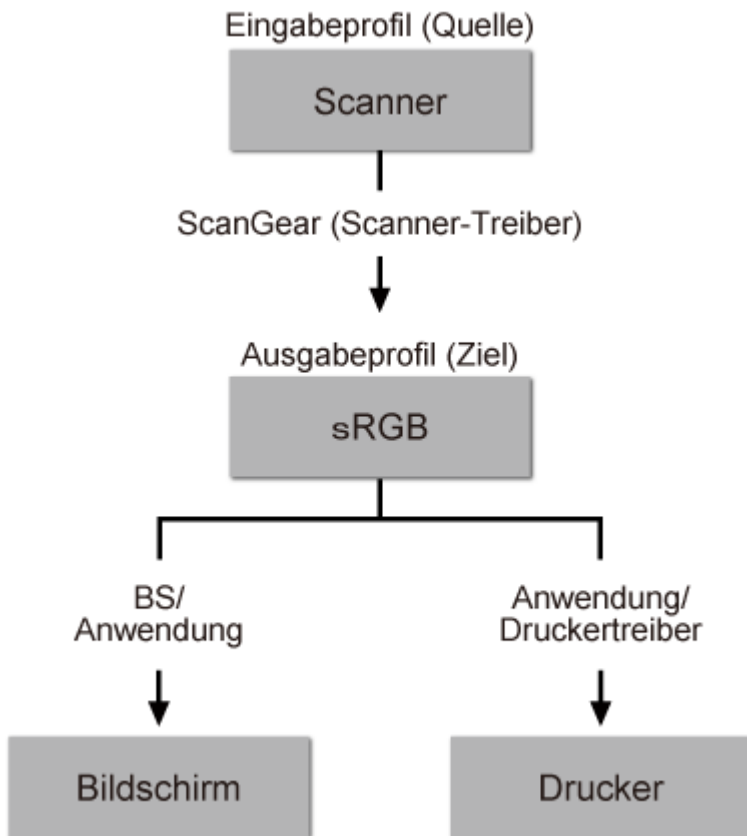 Eingabeprofil (Quelle)
Scanner
ScanGear (Scanner-Treiber)
Ausgabeprofil (Ziel)
sRGB
BS/
Anwendung
Anwendung/
Druckertreiber
Bildschirm
Drucker